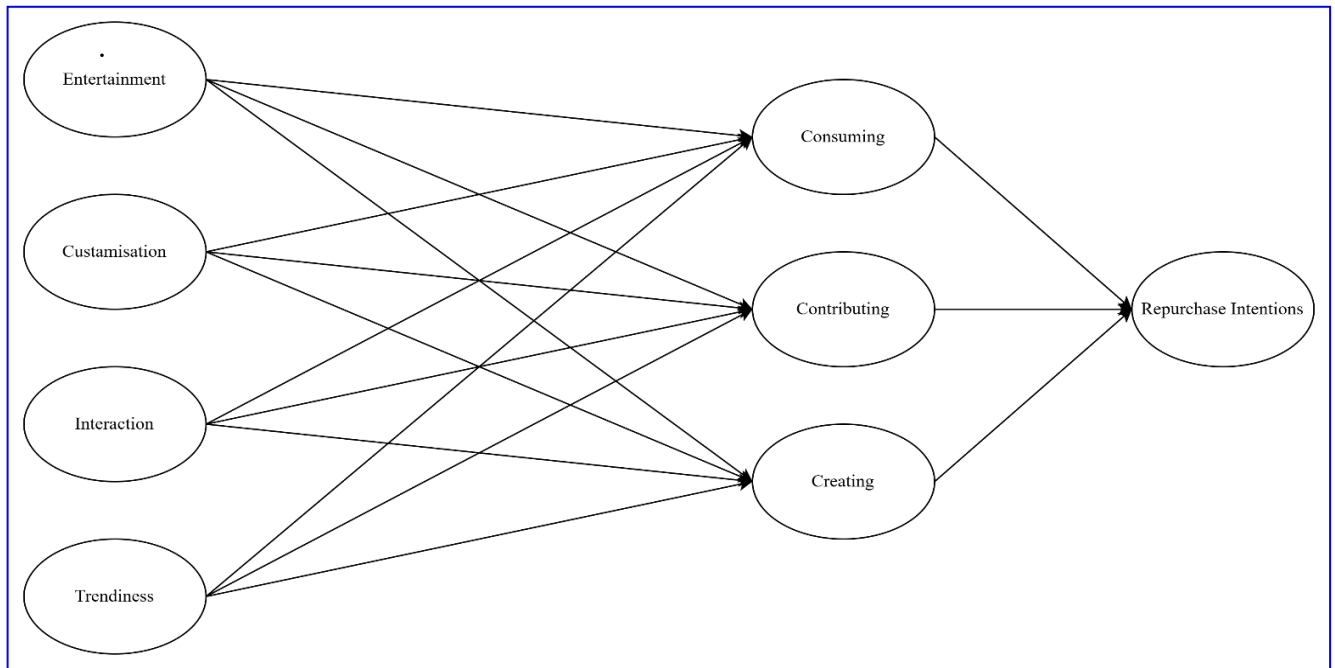 Entertainment
Custamisation
Interaction
Trendiness
Consuming
Contributing
Creating
Repurchase Intentions